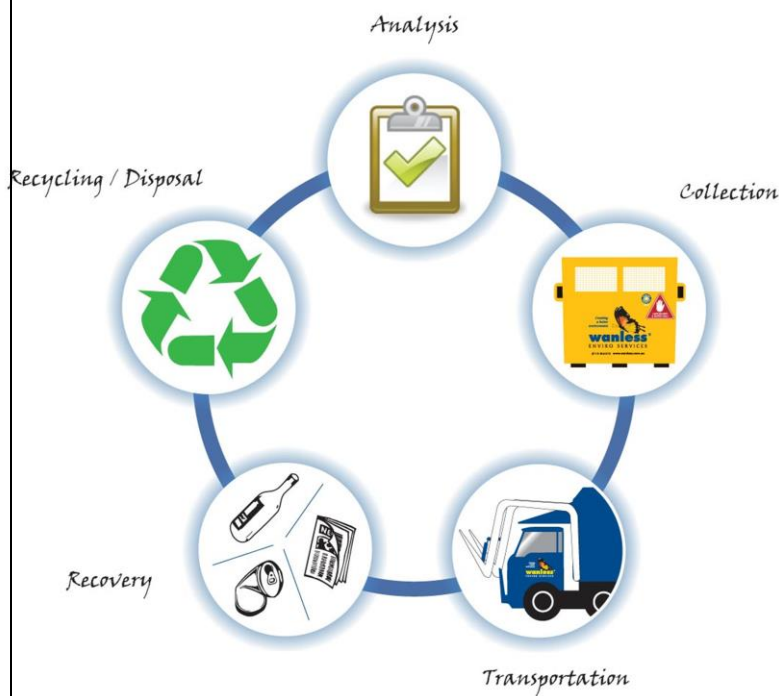 Analysis
Recycling / Disposal
Collection
wanless
ENVIRO SERVICES
Recovery
wanless
Transportation